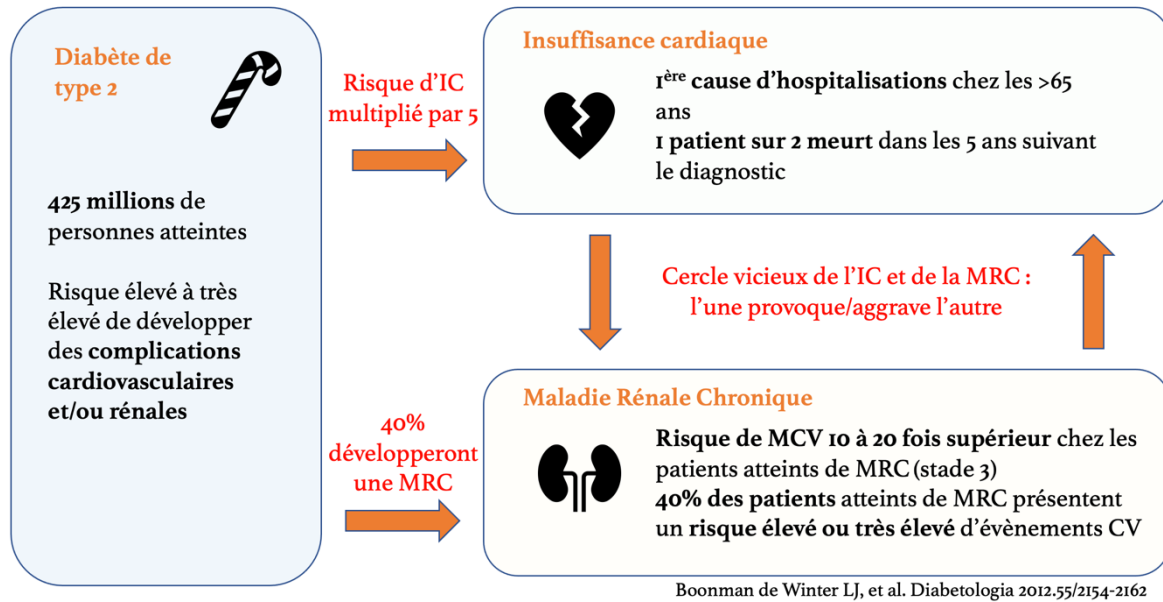 Diabète de
type 2
425 millions de
personnes atteintes
Risque élevé à très
élevé de développer
des complications
cardiovasculaires
et/ou rénales
Risque d’IC
multiplié par 5
40%
développeront
une MRC
Insuffisance cardiaque
1ère cause d’hospitalisations chez les >65
ans
1 patient sur 2 meurt dans les 5 ans suivant
le diagnostic
Cercle vicieux de l’IC et de la MRC :
l’une provoque/aggrave l’autre
Maladie Rénale Chronique
Risque de MCV 10 à 20 fois supérieur chez les
patients atteints de MRC (stade 3)
40% des patients atteints de MRC présentent
un risque élevé ou très élevé d’évènements CV
Boonman de Winter LJ, et al. Diabetologia 2012.55/2154-2162